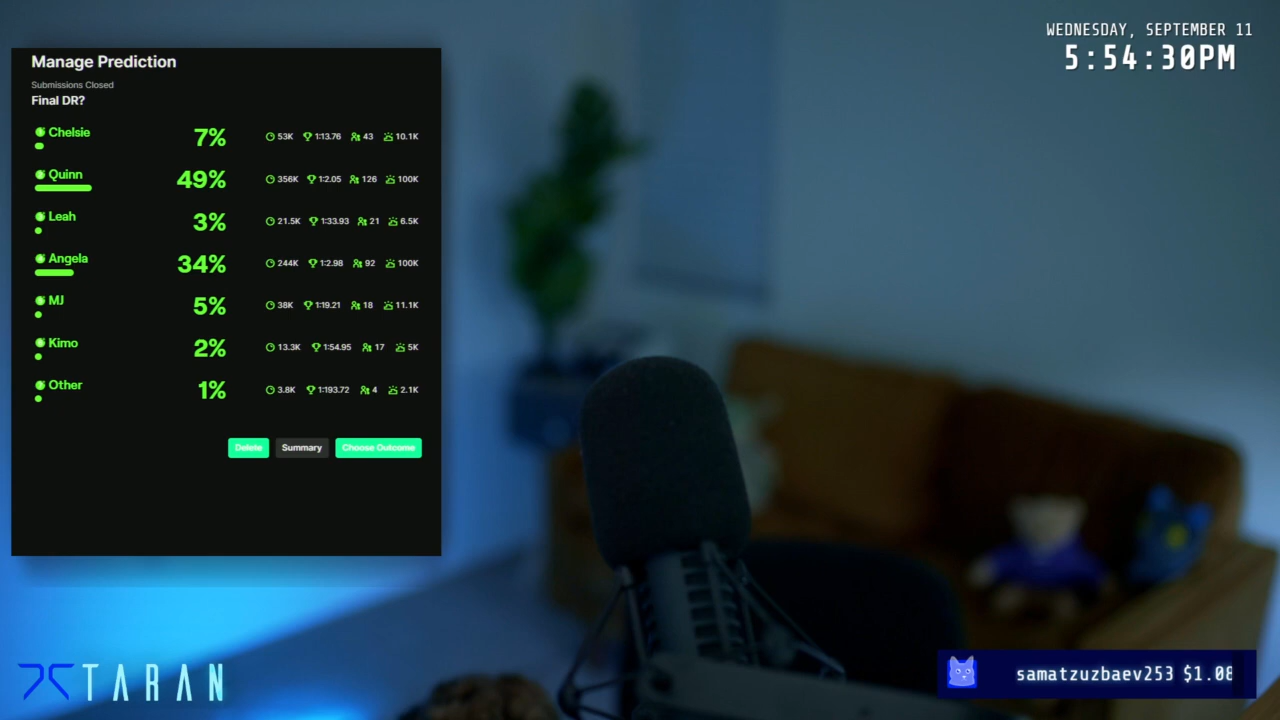 WEDNESDAY, SEPTEMBER 11
5:54:30PM
Manage Prediction
Submissions Closed
Final DR?
Chelsie 7% 53K 1:13.76 43 10.1K
Quinn 49% 356K 1:2.05 126 100K
Leah 3% 21.5K 1:33.93 21 6.5K
Angela 34% 244K 1:2.98 92 100K
MJ 5% 38K 1:19.21 18 11.1K
Kimo 2% 13.3K 1:54.95 17 5K
Other 1% 3.8K 1:193.72 4 2.1K
Delete Summary Choose Outcome
TARAN
samatzuzbaev253 $1.08